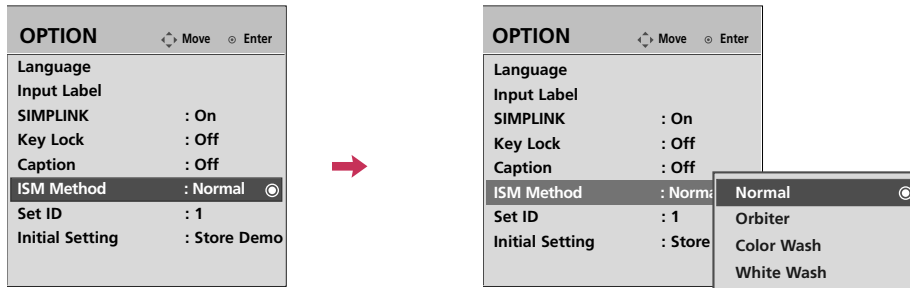 OPTION Move Enter
Language
Input Label
SIMPLINK : On
Key Lock : Off
Caption : Off
ISM Method : Normal
Set ID : 1
Initial Setting : Store Demo
OPTION Move Enter
Language
Input Label
SIMPLINK : On
Key Lock : Off
Caption : Off
ISM Method : Norma
Set ID : 1
Initial Setting : Store
Normal
Orbiter
Color Wash
White Wash